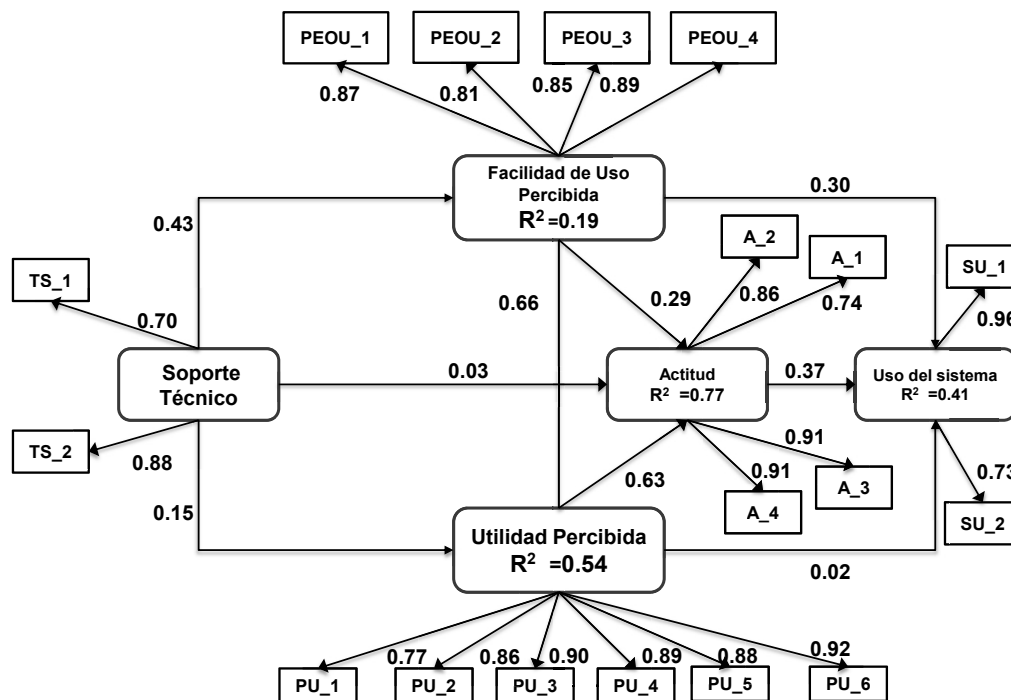 PEOU_1
PEOU_2
PEOU_3
PEOU_4
0.87
0.81
0.85
0.89
Facilidad de Uso
Percibida
R² =0.19
0.30
0.43
A_2
A_1
SU_1
TS_1
0.66
0.29
0.86
0.74
0.96
0.70
Soporte
Técnico
0.03
Actitud
R² =0.77
0.37
Uso del sistema
R² =0.41
TS_2
0.88
0.63
0.91
0.91
A_3
A_4
0.73
SU_2
0.15
Utilidad Percibida
R² =0.54
0.02
0.77
0.86
0.90
0.89
0.88
0.92
PU_1
PU_2
PU_3
PU_4
PU_5
PU_6